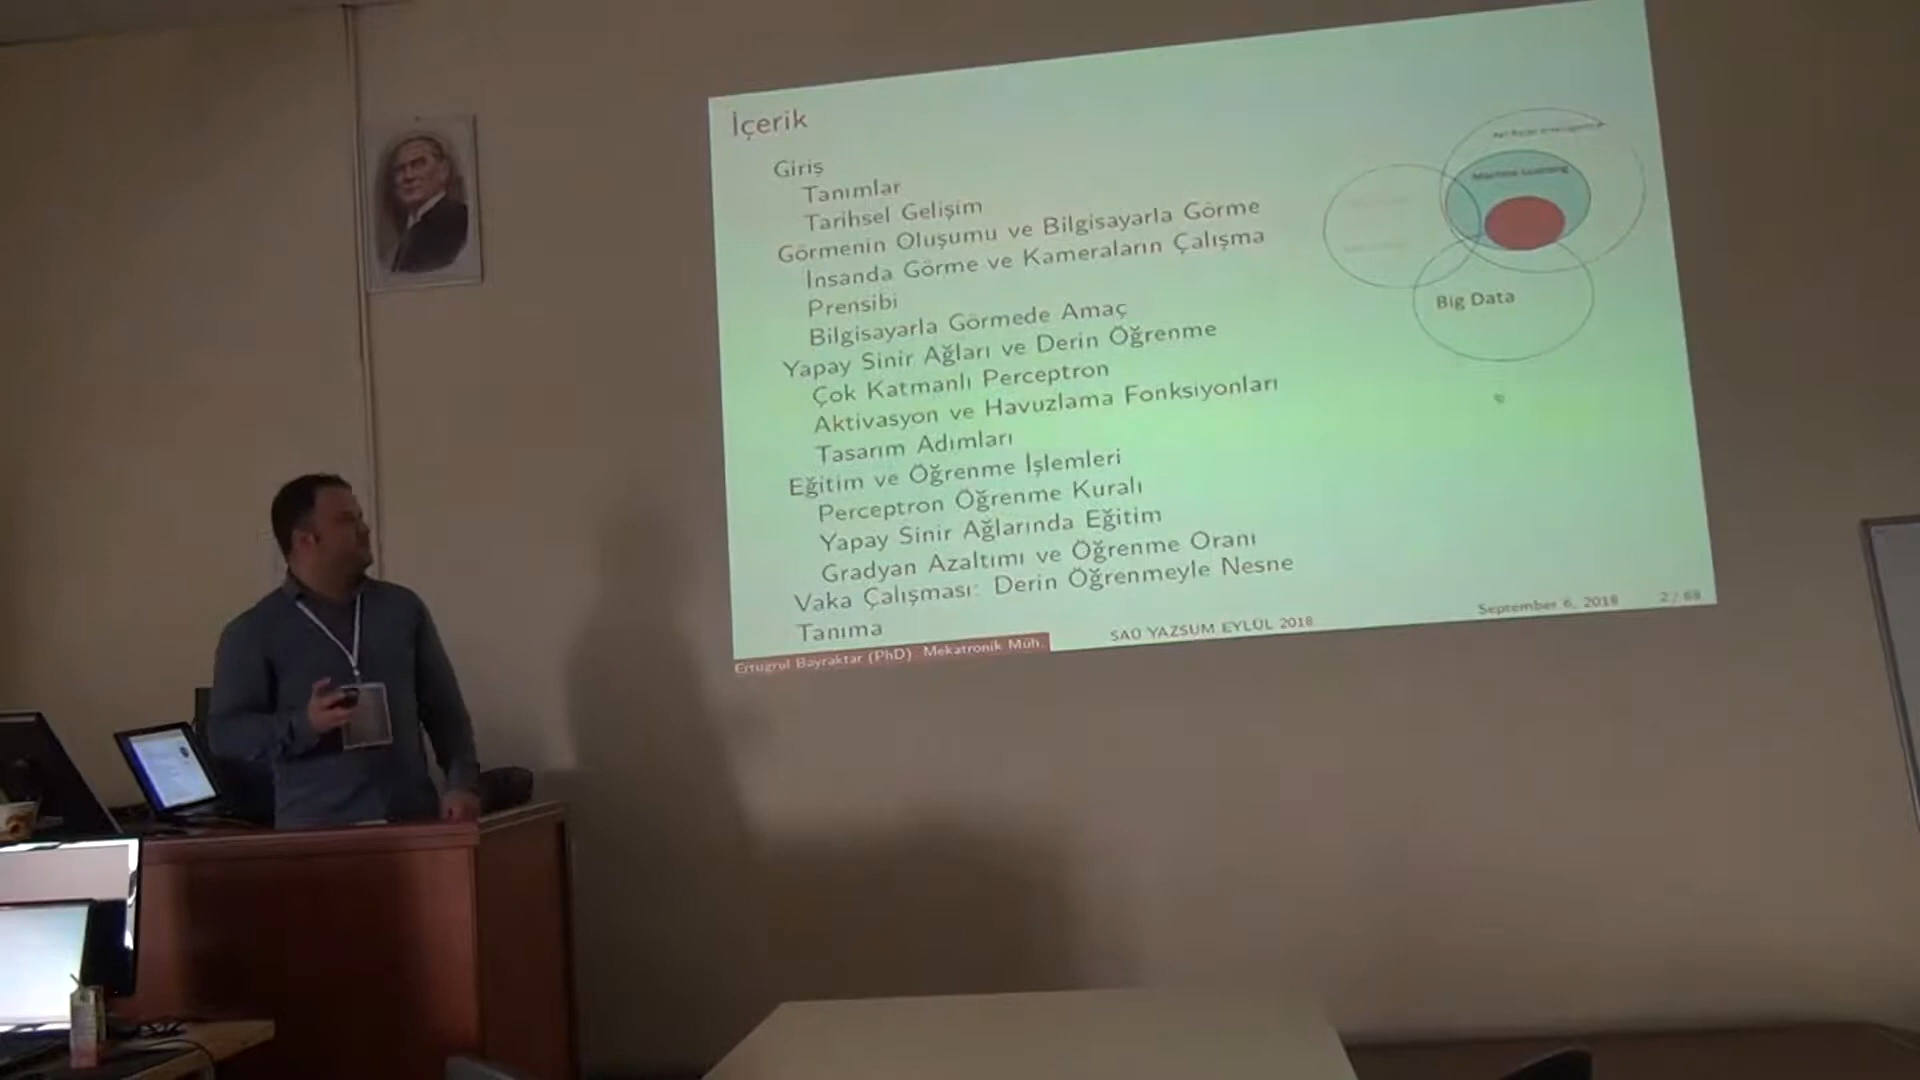 İçerik
Giriş
Tanımlar
Tarihsel Gelişim
Görmenin Oluşumu ve Bilgisayarla Görme
İnsanda Görme ve Kameraların Çalışma
Prensibi
Bilgisayarla Görmede Amaç
Yapay Sinir Ağları ve Derin Öğrenme
Çok Katmanlı Perceptron
Aktivasyon ve Havuzlama Fonksiyonları
Tasarım Adımları
Eğitim ve Öğrenme İşlemleri
Perceptron Öğrenme Kuralı
Yapay Sinir Ağlarında Eğitim
Gradyan Azaltımı ve Öğrenme Oranı
Vaka Çalışması: Derin Öğrenmeyle Nesne
Tanıma
Machine Learning
Big Data
Ertuğrul Bayraktar (PhD) Mekatronik Müh.
SAO YAZSUM EYLÜL 2018
September 6, 2018
2 / 68